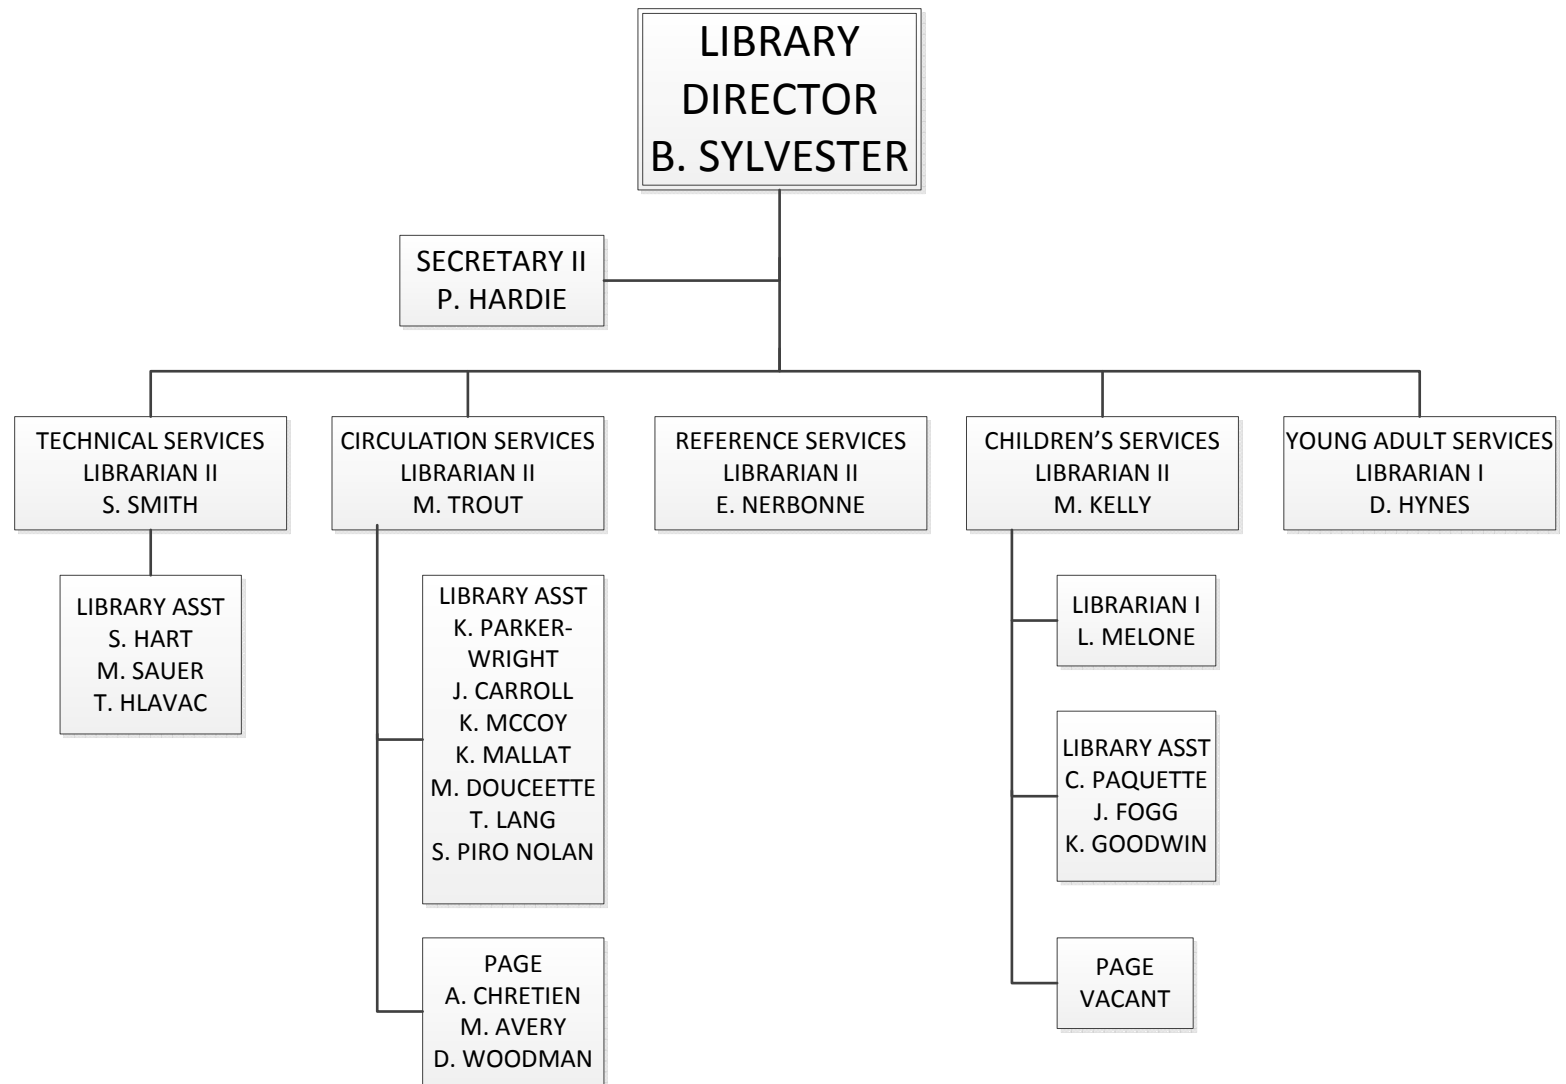 LIBRARY
DIRECTOR
B. SYLVESTER
SECRETARY II
P. HARDIE
TECHNICAL SERVICES
LIBRARIAN II
S. SMITH
CIRCULATION SERVICES
LIBRARIAN II
M. TROUT
REFERENCE SERVICES
LIBRARIAN II
E. NERBONNE
CHILDREN’S SERVICES
LIBRARIAN II
M. KELLY
YOUNG ADULT SERVICES
LIBRARIAN I
D. HYNES
LIBRARY ASST
S. HART
M. SAUER
T. HLAVAC
LIBRARY ASST
K. PARKER-
WRIGHT
J. CARROLL
K. MCCOY
K. MALLAT
M. DOUCEETTE
T. LANG
S. PIRO NOLAN
PAGE
A. CHRETIEN
M. AVERY
D. WOODMAN
LIBRARIAN I
L. MELONE
LIBRARY ASST
C. PAQUETTE
J. FOGG
K. GOODWIN
PAGE
VACANT